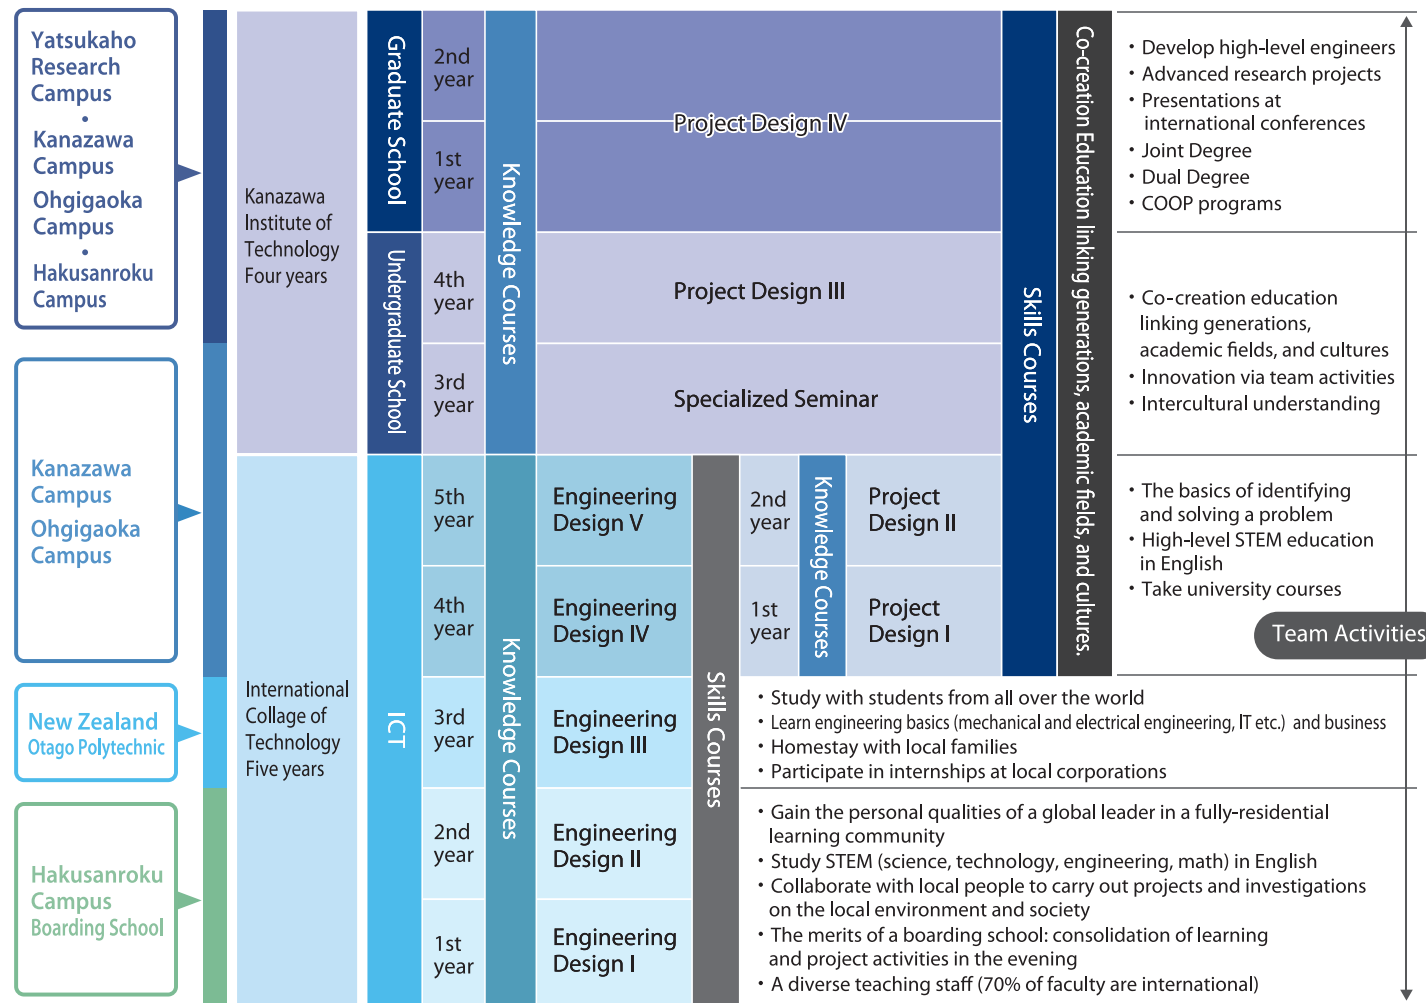 Yatsukaho
Research
Campus
・
Kanazawa
Campus
Ohgigaoka
Campus
・
Hakusanroku
Campus
Kanazawa
Campus
Ohgigaoka
Campus
New Zealand
Otago Polytechnic
Hakusanroku
Campus
Boarding School
Kanazawa
Institute of
Technology
Four years
International
Collage of
Technology
Five years
Graduate School
Undergraduate School
ICT
2nd
year
1st
year
4th
year
3rd
year
5th
year
4th
year
3rd
year
2nd
year
1st
year
Knowledge Courses
Knowledge Courses
Project Design IV
Project Design III
Specialized Seminar
Engineering
Design V
Engineering
Design IV
Engineering
Design III
Engineering
Design II
Engineering
Design I
Skills Courses
2nd
year
1st
year
Knowledge Courses
Project
Design II
Project
Design I
Skills Courses
Co-creation Education linking generations, academic fields, and cultures.
・Develop high-level engineers
・Advanced research projects
・Presentations at
international conferences
・Joint Degree
・Dual Degree
・COOP programs
・Co-creation education
linking generations,
academic fields, and cultures
・Innovation via team activities
・Intercultural understanding
・The basics of identifying
and solving a problem
・High-level STEM education
in English
・Take university courses
Team Activities
・Study with students from all over the world
・Learn engineering basics (mechanical and electrical engineering, IT etc.) and business
・Homestay with local families
・Participate in internships at local corporations
・Gain the personal qualities of a global leader in a fully-residential
learning community
・Study STEM (science, technology, engineering, math) in English
・Collaborate with local people to carry out projects and investigations
on the local environment and society
・The merits of a boarding school: consolidation of learning
and project activities in the evening
・A diverse teaching staff (70% of faculty are international)